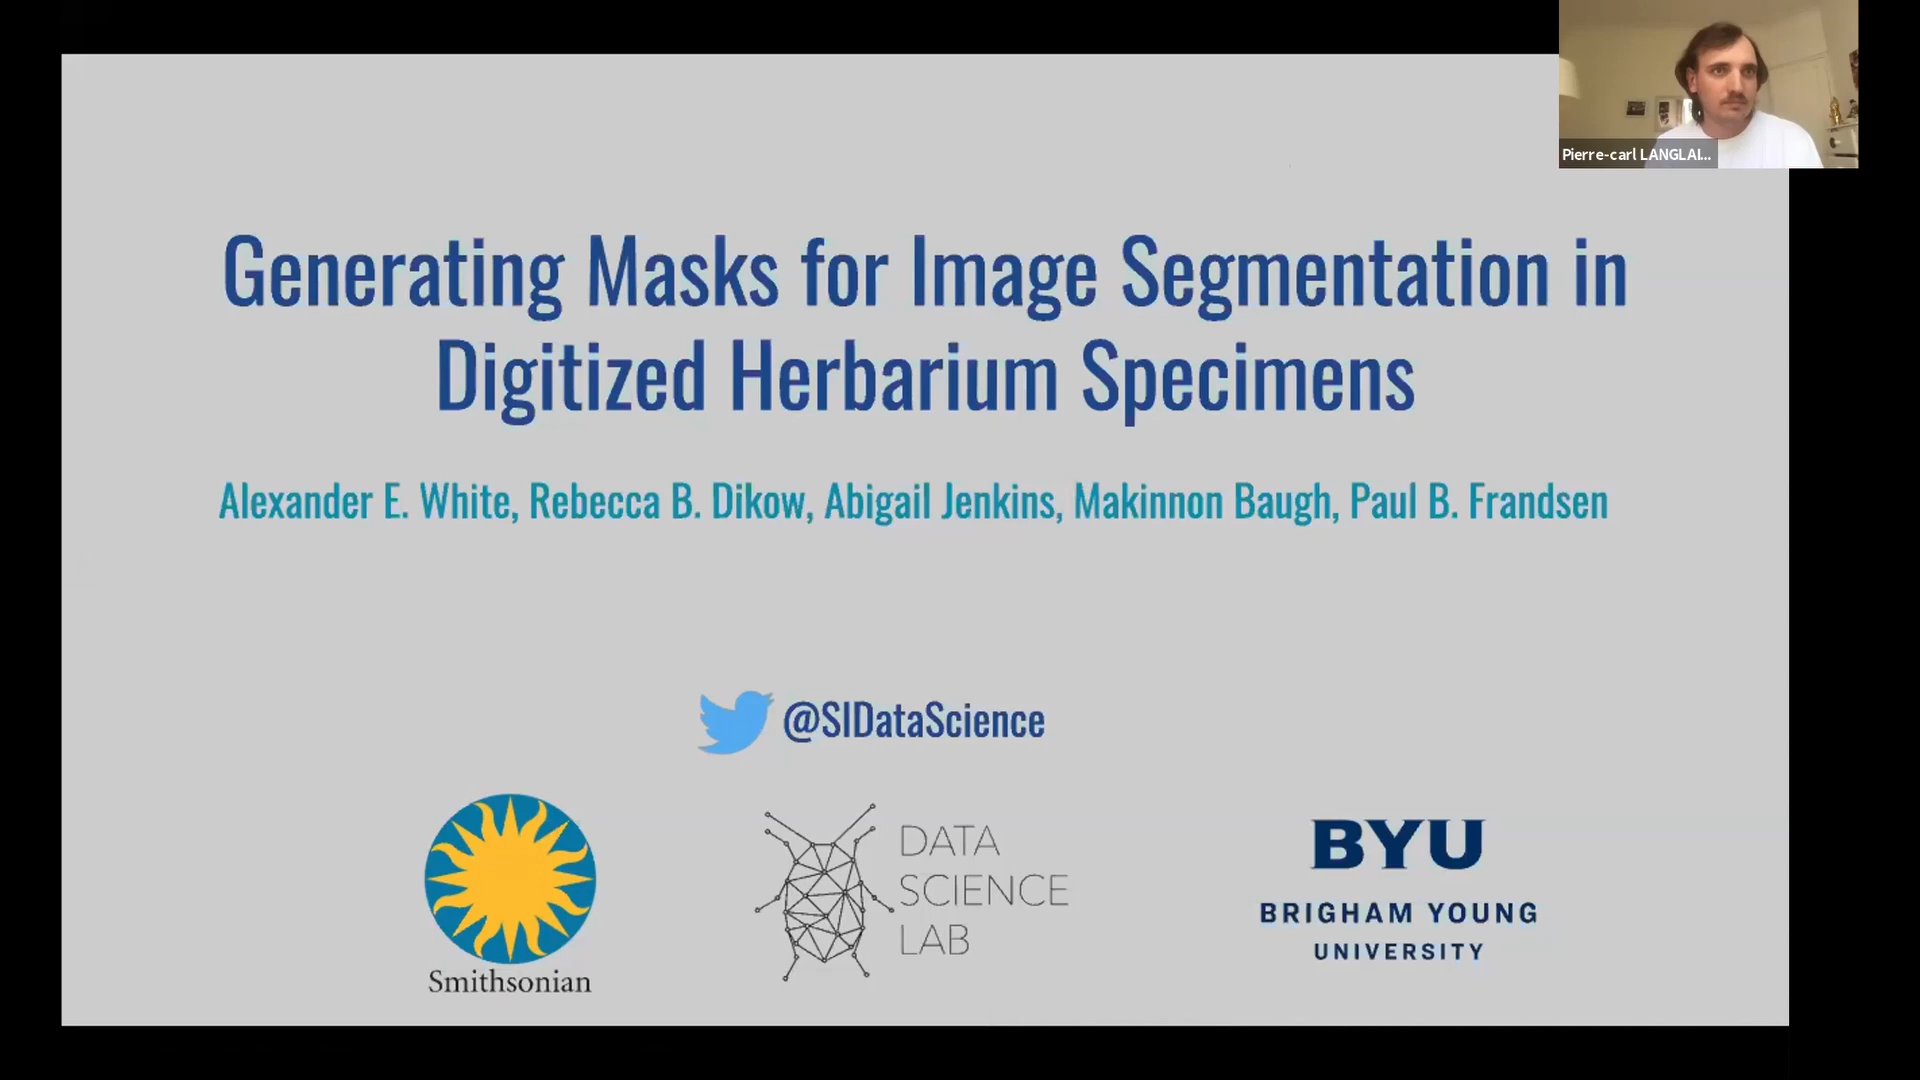 Pierre-carl LANGLAI...
Generating Masks for Image Segmentation in
Digitized Herbarium Specimens
Alexander E. White, Rebecca B. Dikow, Abigail Jenkins, Makinnon Baugh, Paul B. Frandsen
@SIDataScience
Smithsonian
DATA
SCIENCE
LAB
BYU
BRIGHAM YOUNG
UNIVERSITY